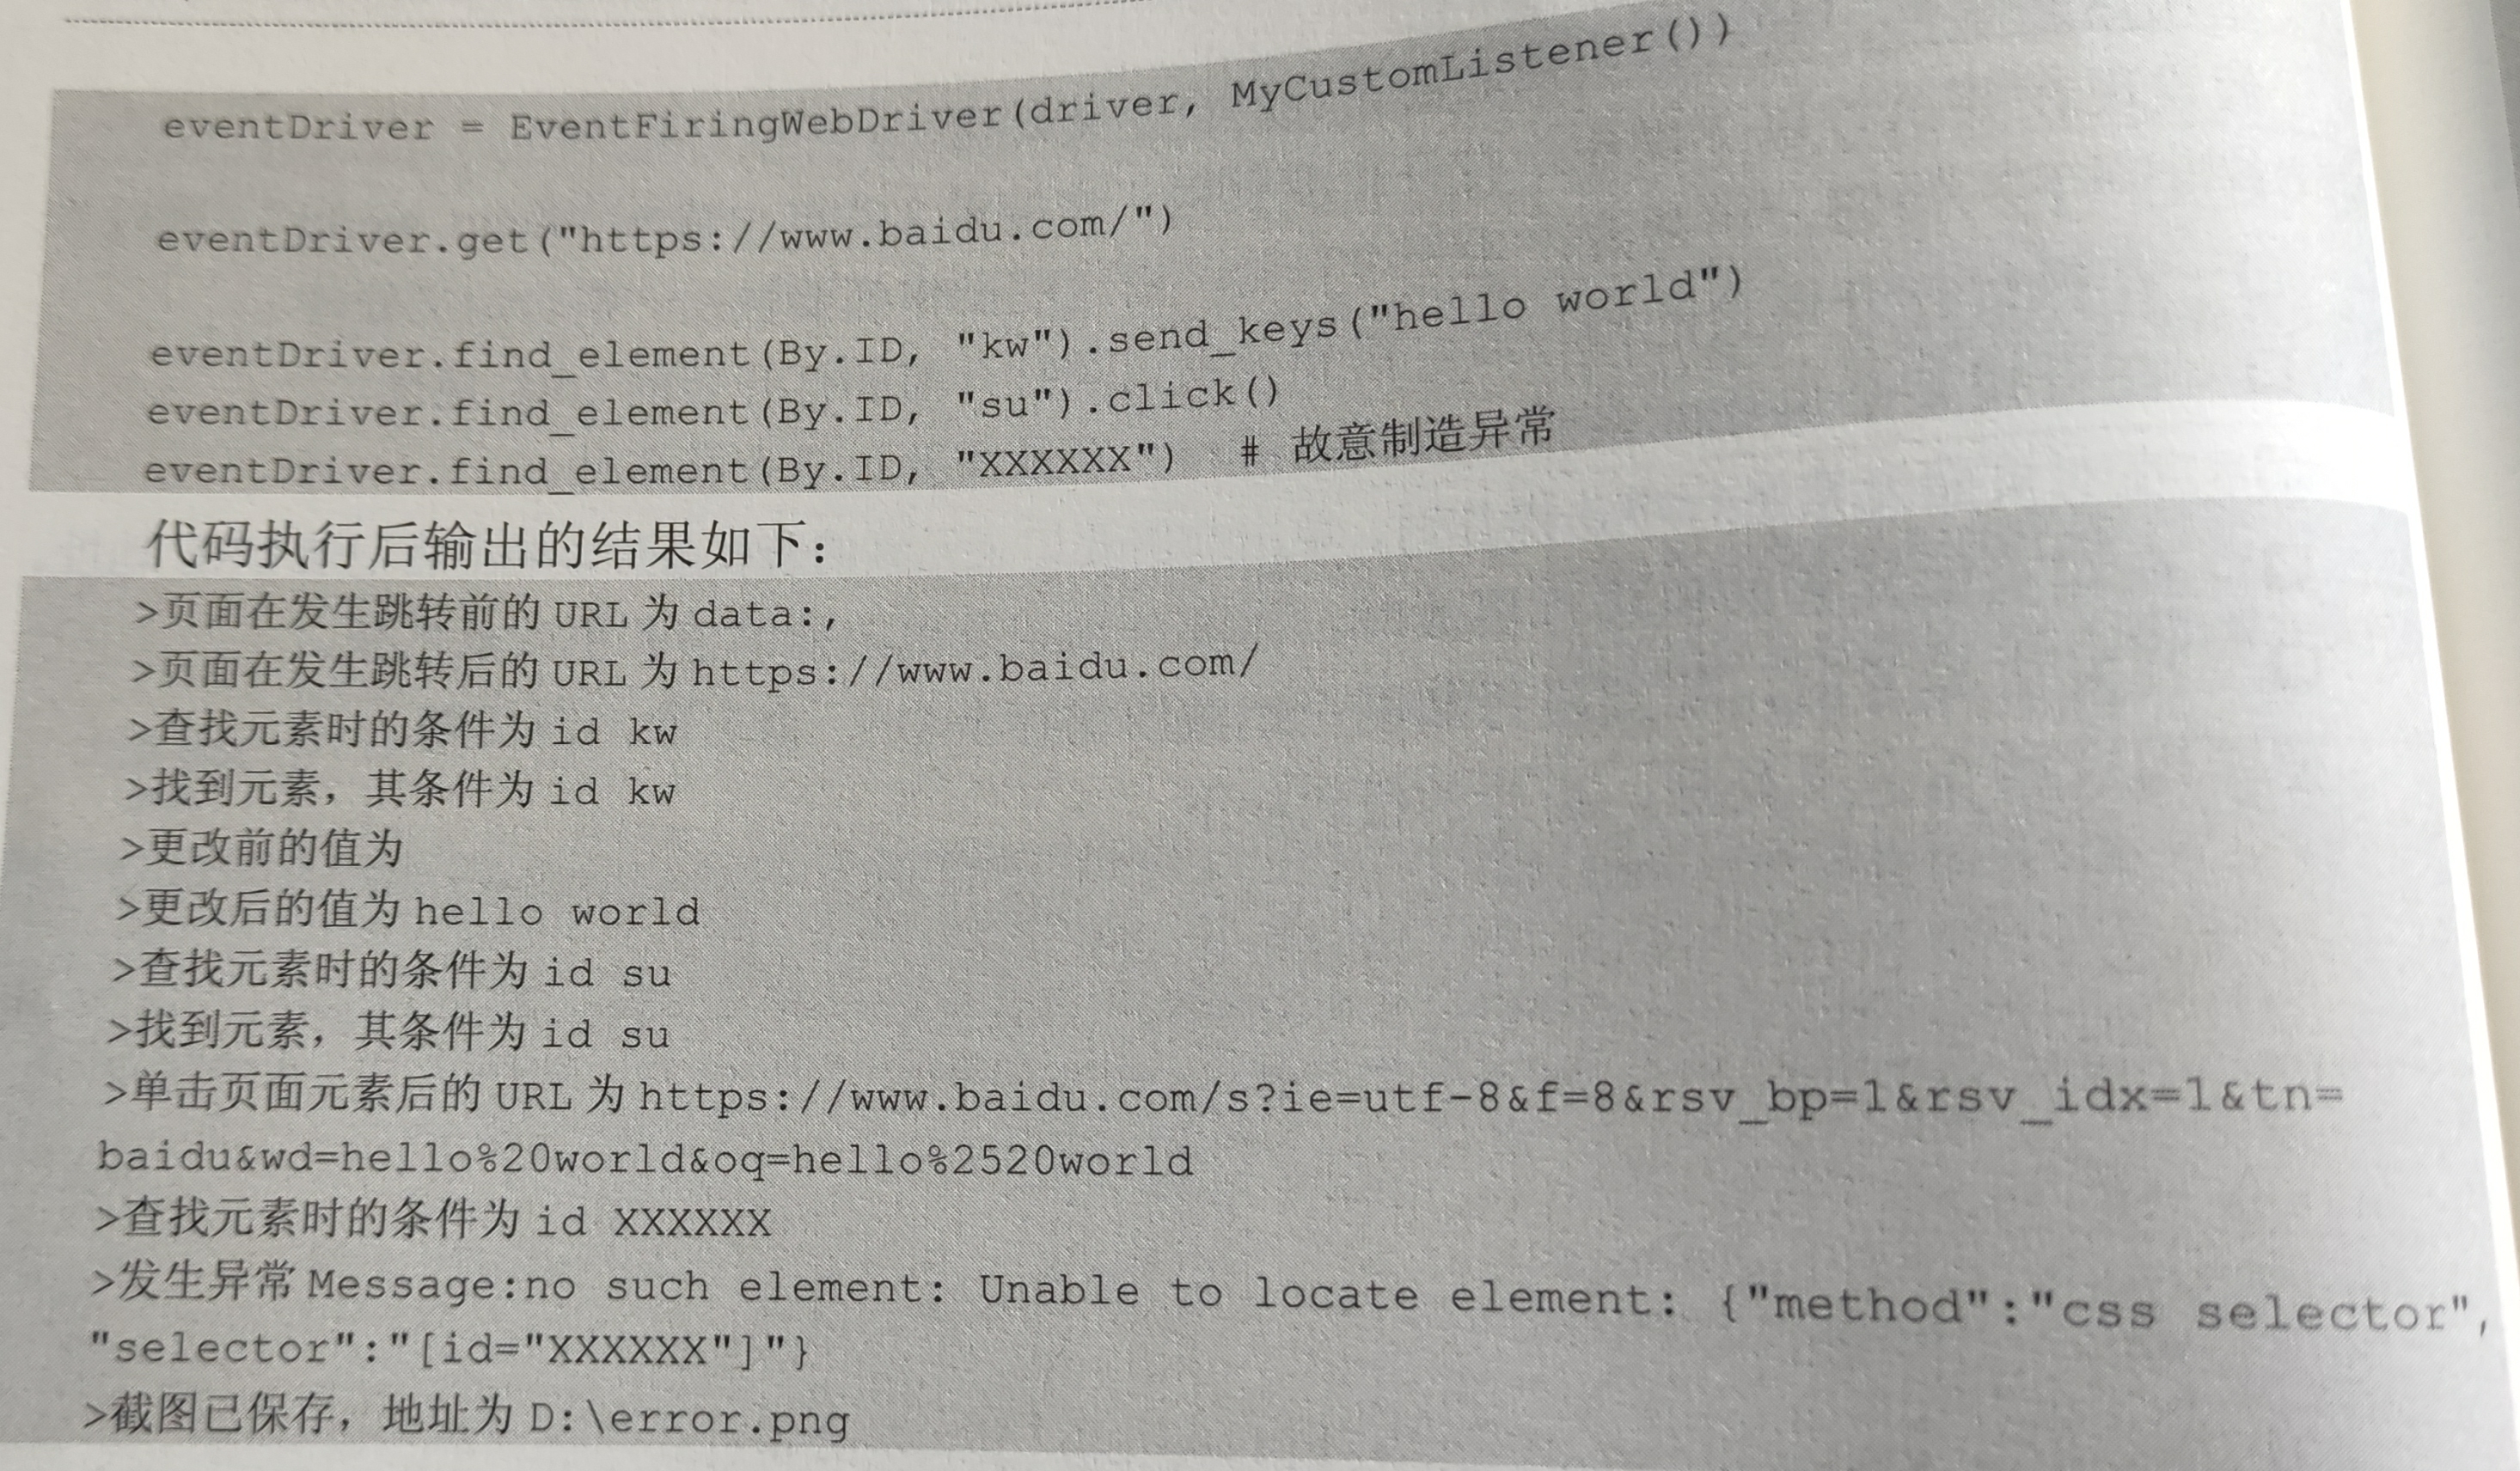 eventDriver = EventFiringWebDriver(driver, MyCustomListener())
eventDriver.get("https://www.baidu.com/")
eventDriver.find_element(By.ID, "kw").send_keys("hello world")
eventDriver.find_element(By.ID, "su").click()
eventDriver.find_element(By.ID, "XXXXXX")  # 故意制造异常
代码执行后输出的结果如下：
>页面在发生跳转前的 URL 为 data:,
>页面在发生跳转后的 URL 为 https://www.baidu.com/
>查找元素时的条件为 id kw
>找到元素，其条件为 id kw
>更改前的值为
>更改后的值为 hello world
>查找元素时的条件为 id su
>找到元素，其条件为 id su
>单击页面元素后的 URL 为 https://www.baidu.com/s?ie=utf-8&f=8&rsv_bp=1&rsv_idx=1&tn=
baidu&wd=hello%20world&oq=hello%2520world
>查找元素时的条件为 id XXXXXX
>发生异常 Message:no such element: Unable to locate element: {"method":"css selector",
"selector":"[id="XXXXXX"]"}
>截图已保存，地址为 D:\error.png